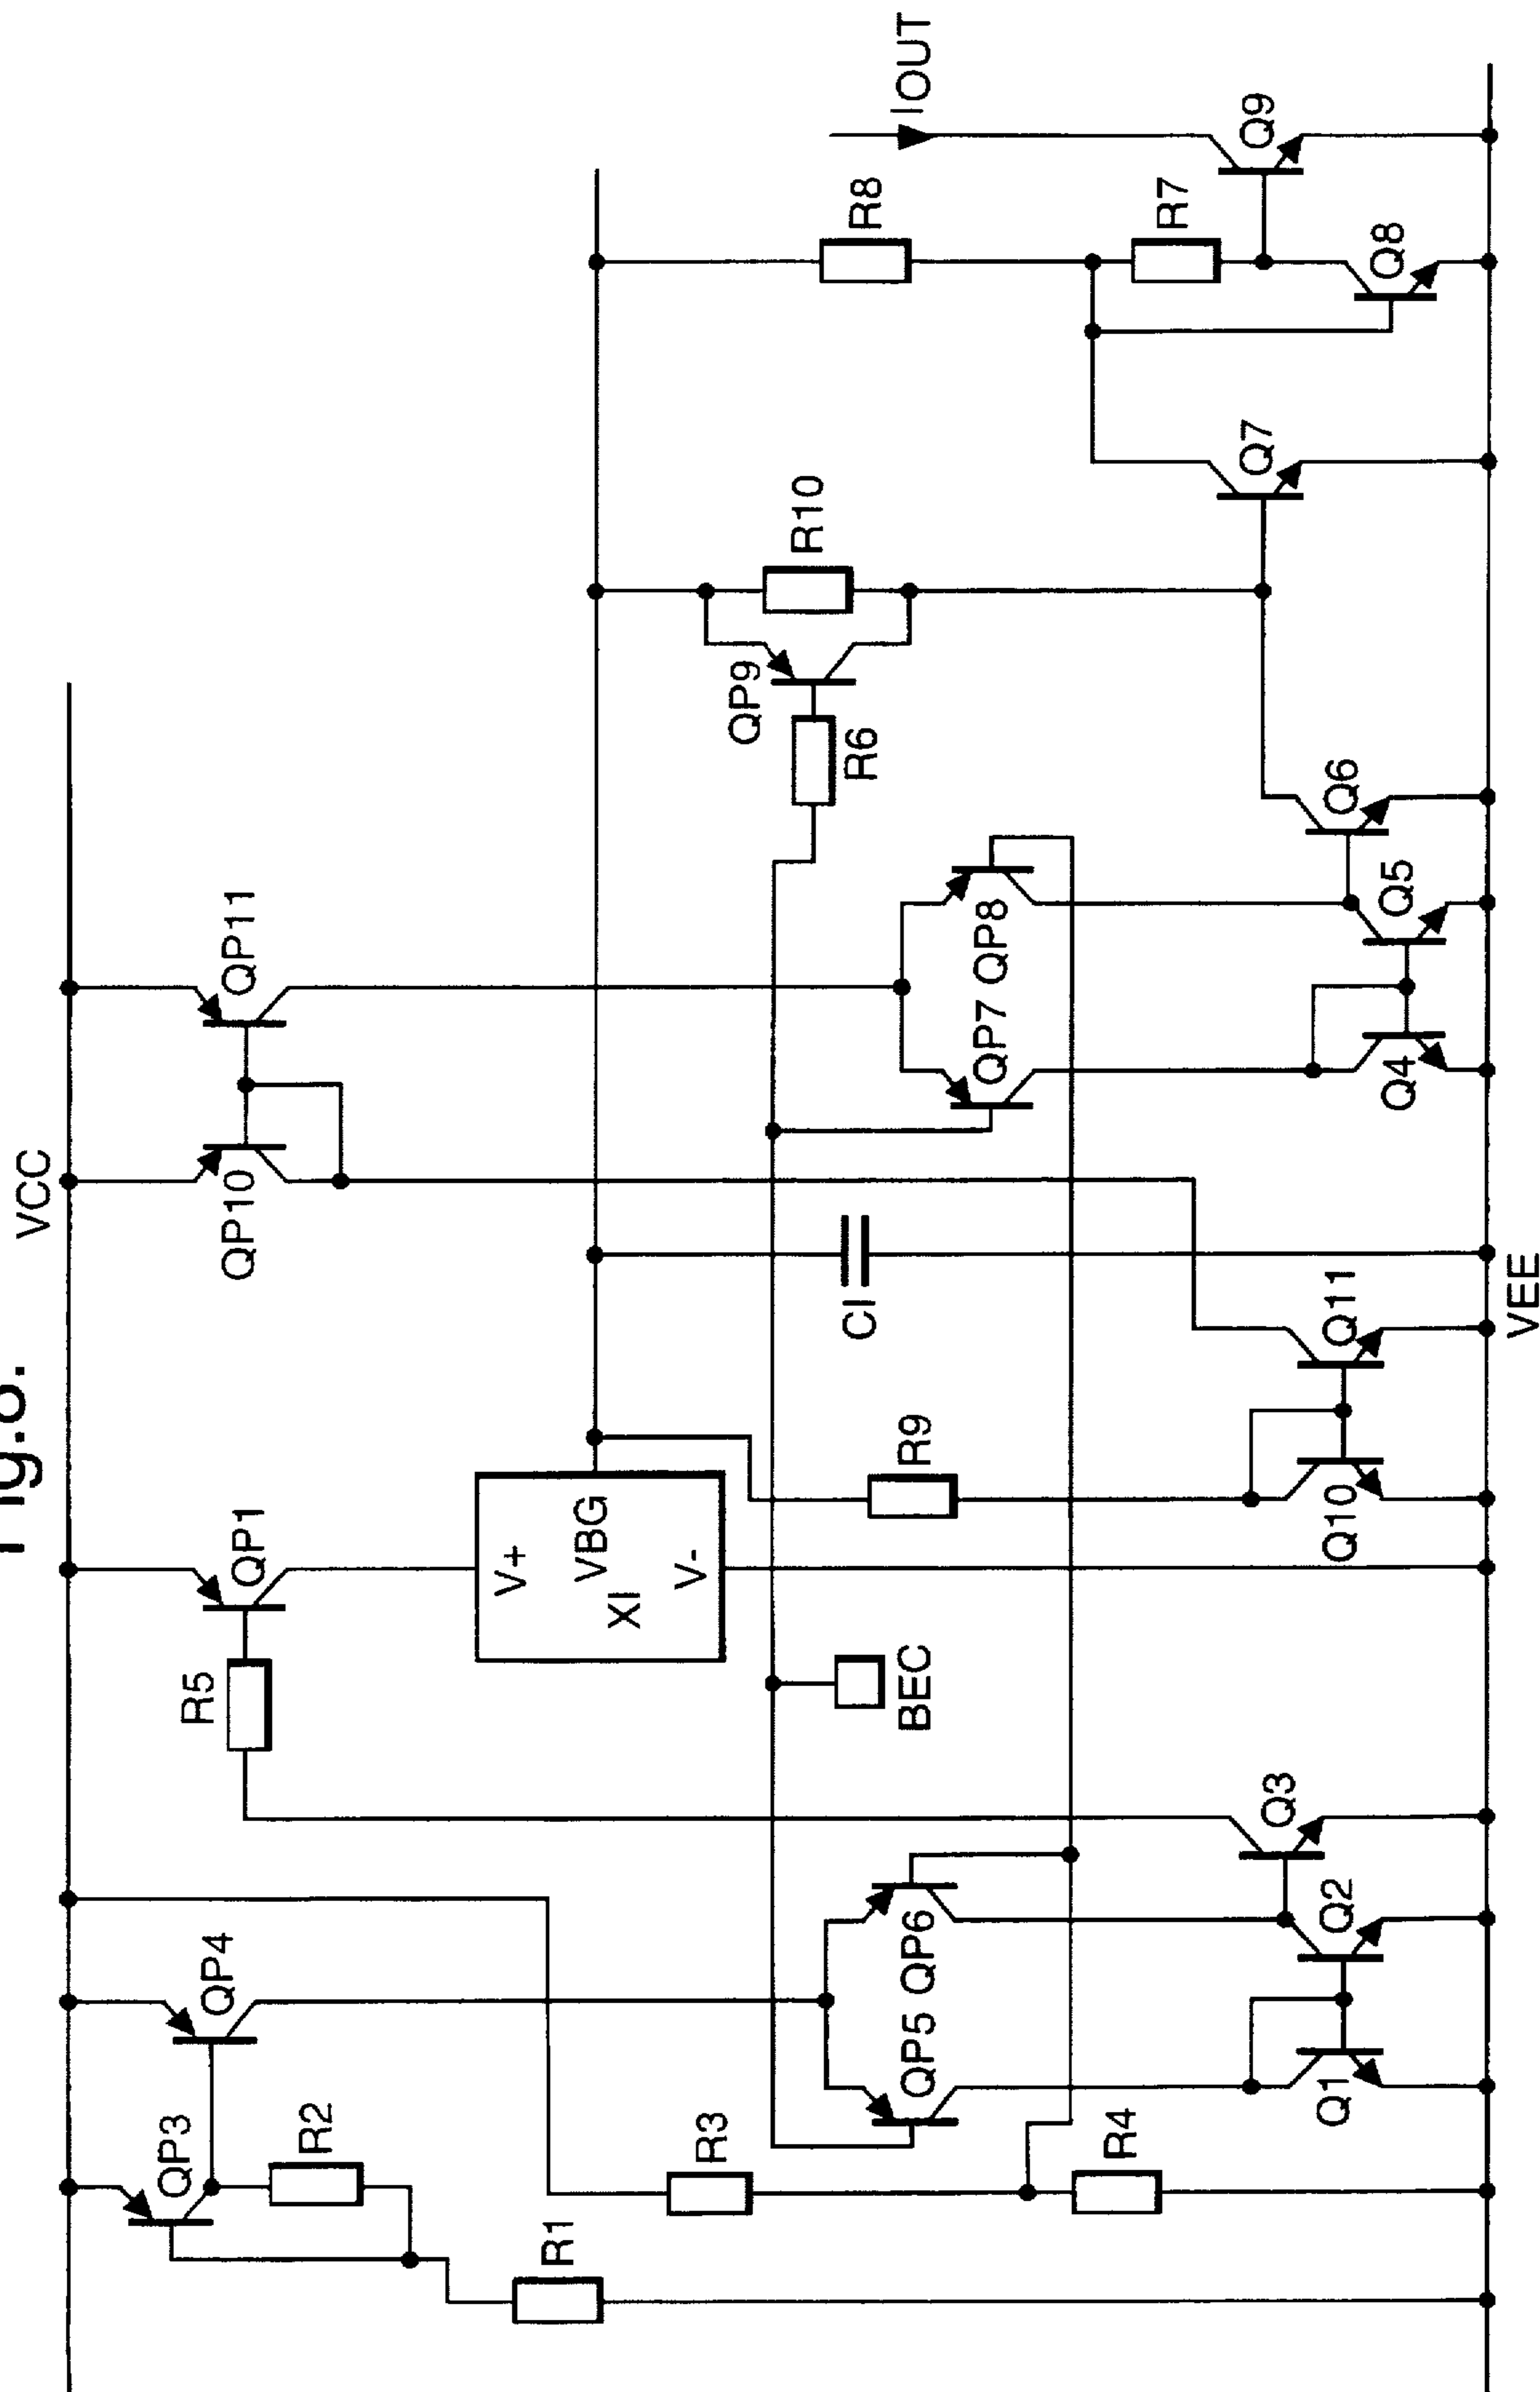 Fig.8.
VCC
QP3
R2
R1
QP4
R3
R4
QP5
QP6
Q1
Q2
Q3
R5
QP1
V+
VBG
XI
V-
BEC
R9
Q10
Q11
CI
QP10
QP11
QP7
QP8
Q4
Q5
Q6
R6
QP9
R10
Q7
R8
R7
Q8
Q9
IOUT
VEE